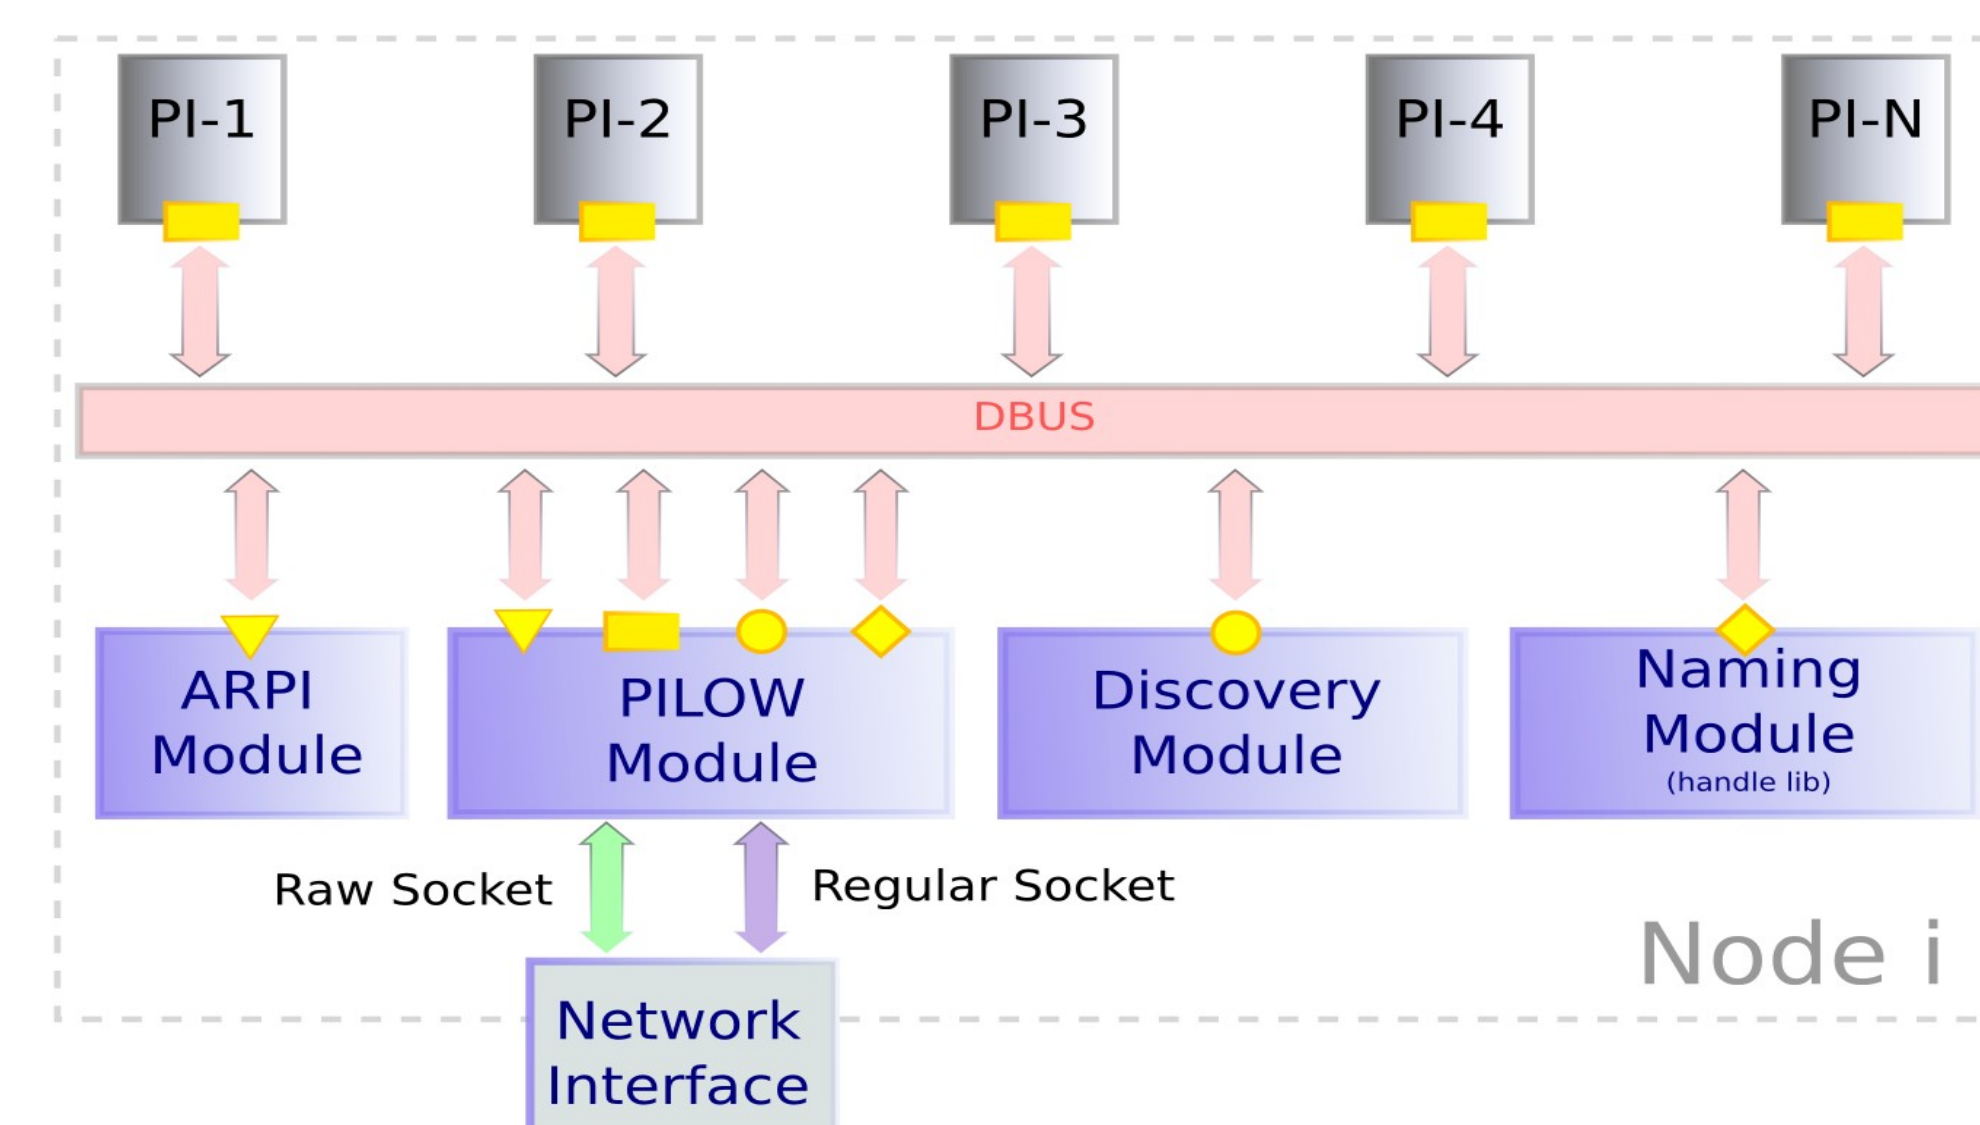 PI-1
PI-2
PI-3
PI-4
PI-N
DBUS
ARPI
Module
PILOW
Module
Discovery
Module
Naming
Module
(handle lib)
Raw Socket
Regular Socket
Node i
Network
Interface